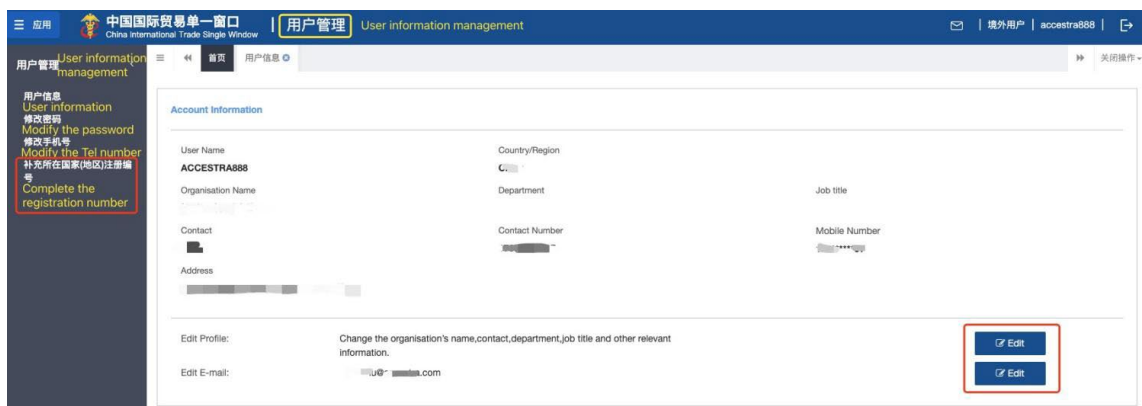 应用
中国国际贸易单一窗口
China International Trade Single Window
用户管理
User information management
境外用户
accestra888
用户管理
User information
management
首页
用户信息
关闭操作
用户信息
User information
修改密码
Modify the password
修改手机号
Modify the Tel number
补充所在国家(地区)注册编
号
Complete the
registration number
Account Information
User Name
Country/Region
ACCESTRA888
Organisation Name
Department
Job title
Contact
Contact Number
Mobile Number
Address
Edit Profile:
Change the organisation's name,contact,department,job title and other relevant
information.
Edit
Edit E-mail:
.com
Edit